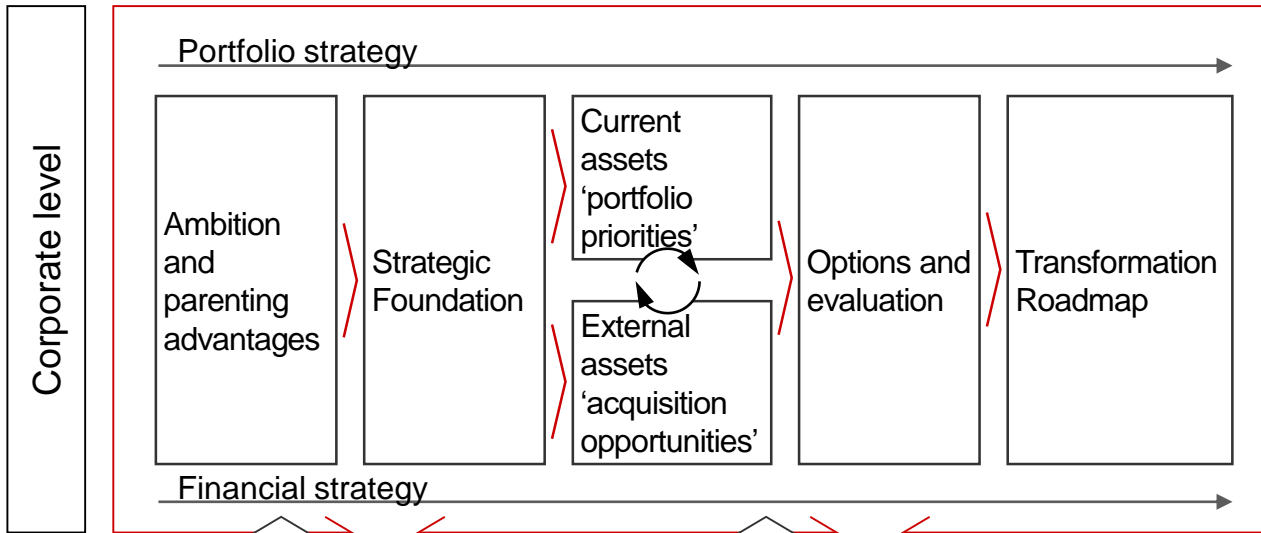 Corporate level
Portfolio strategy
Ambition
and
parenting
advantages
Strategic
Foundation
Current
assets
‘portfolio
priorities’
External
assets
‘acquisition
opportunities’
Options and
evaluation
Transformation
Roadmap
Financial strategy